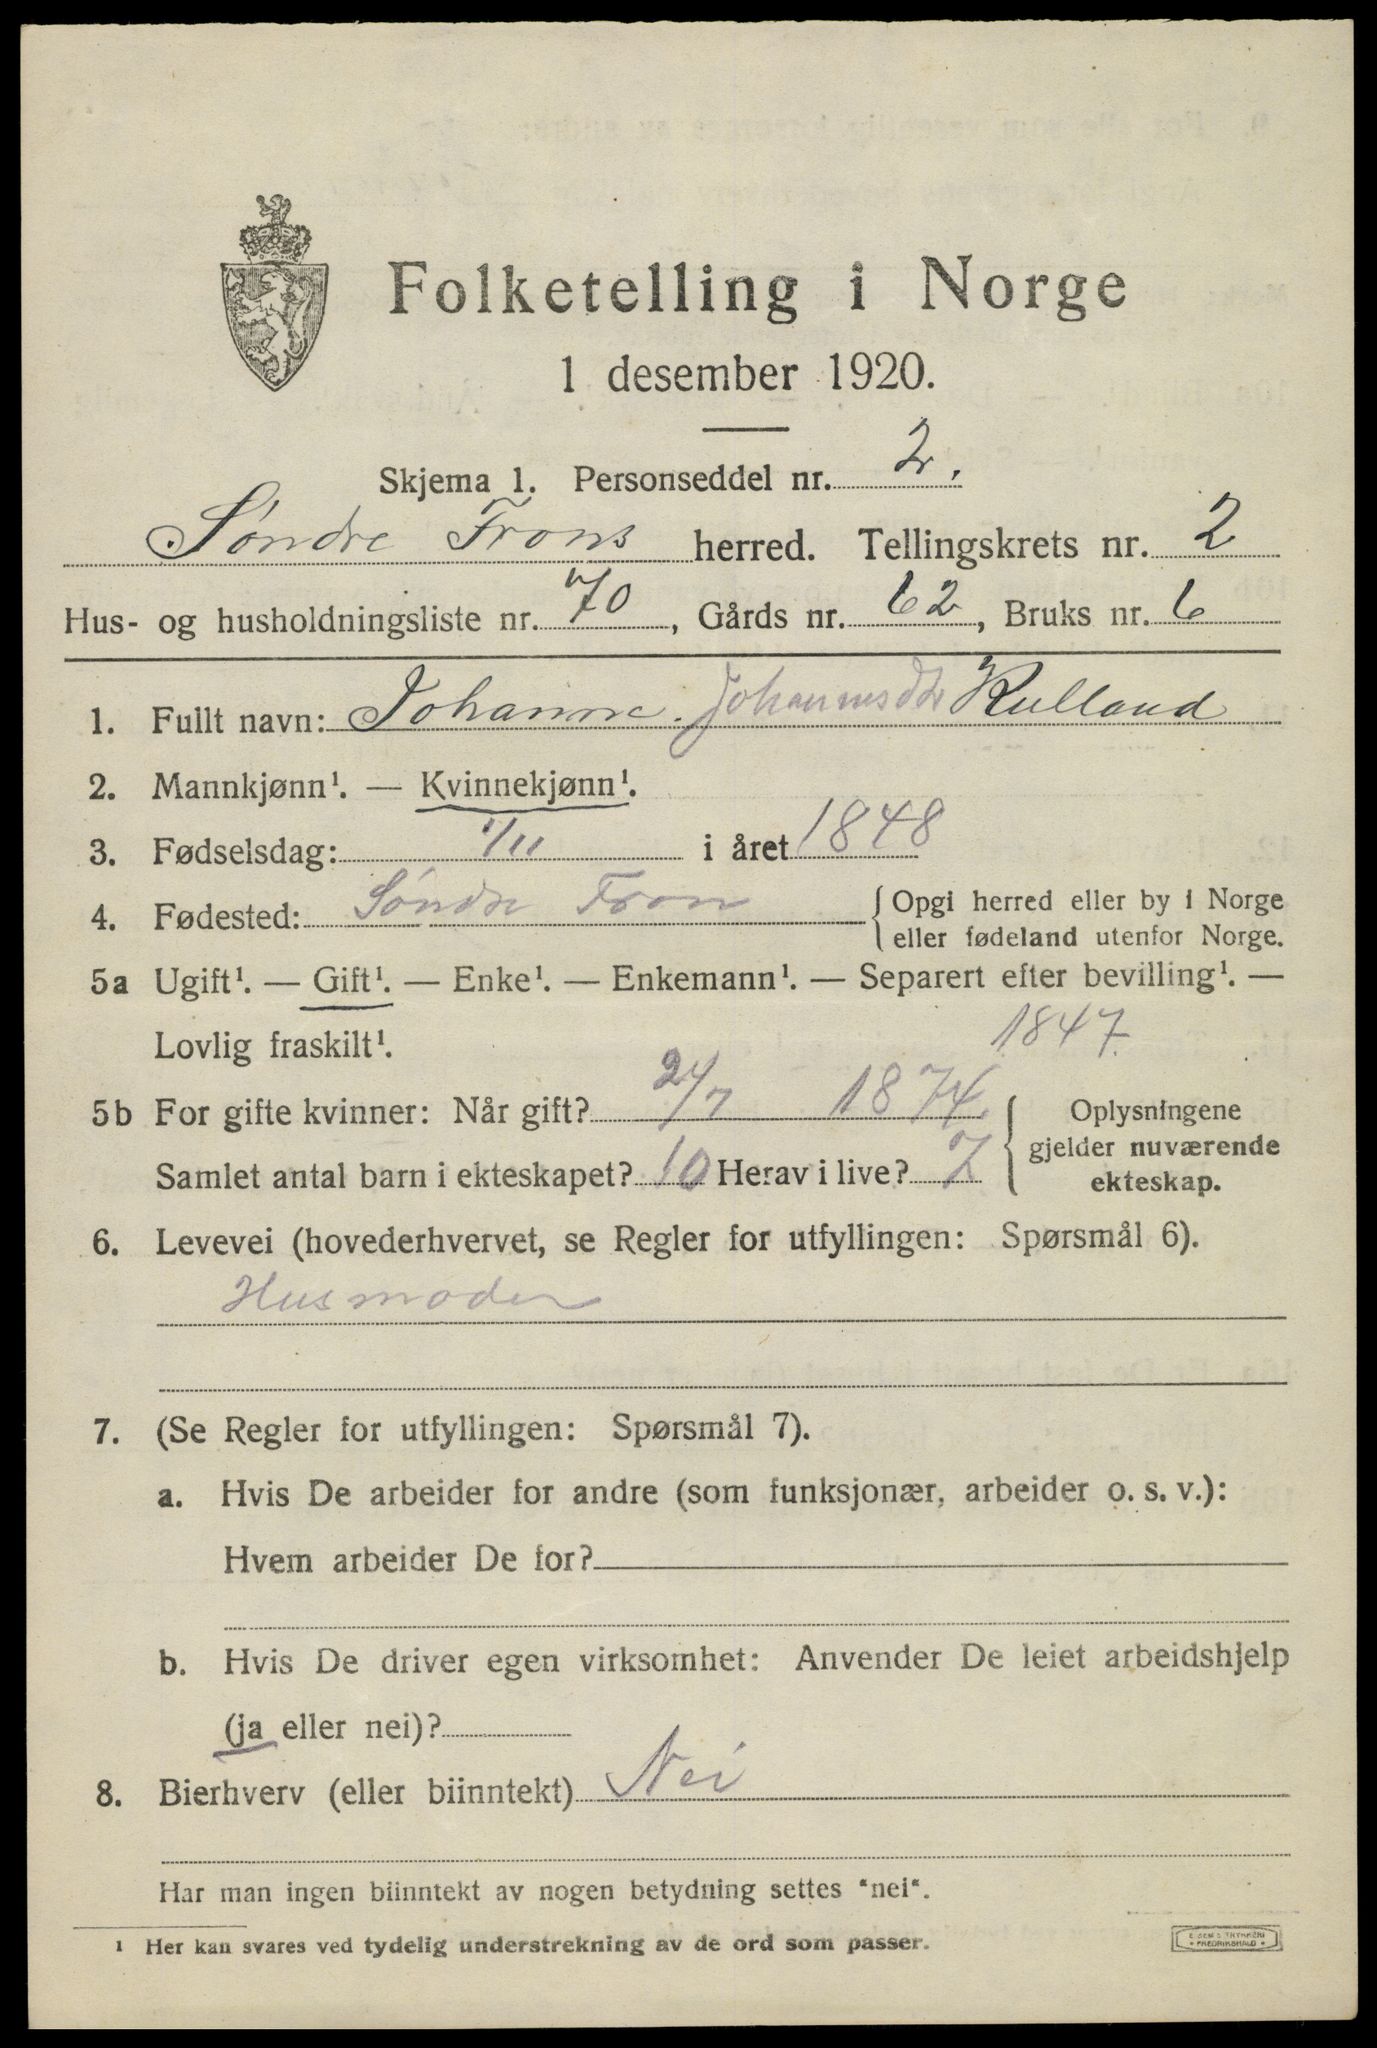 Folketelling i Norge
1 desember 1920.
Skjema 1. Personseddel nr. 2.
Søndre Frons herred. Tellingskrets nr. 2
Hus- og husholdningsliste nr. 70, Gårds nr. 62, Bruks nr. 6
1. Fullt navn: Johanne Johannesdtr Rulland
2. Mannkjønn¹. — Kvinnekjønn¹.
3. Fødselsdag: 1/11 i året 1848
4. Fødested: Søndre Fron {Opgi herred eller by i Norge
eller fødeland utenfor Norge.
5a Ugift¹. — Gift¹. — Enke¹. — Enkemann¹. — Separert efter bevilling¹. —
Lovlig fraskilt¹. 1847.
5b For gifte kvinner: Når gift? 24/7 1874. {Oplysningene
gjelder nuværende
Samlet antal barn i ekteskapet? 10 Herav i live? 7 ekteskap.
6. Levevei (hovederhvervet, se Regler for utfyllingen: Spørsmål 6).
Husmoder
7. (Se Regler for utfyllingen: Spørsmål 7).
a. Hvis De arbeider for andre (som funksjonær, arbeider o. s. v.):
Hvem arbeider De for?
b. Hvis De driver egen virksomhet: Anvender De leiet arbeidshjelp
(ja eller nei)?
8. Bierhverv (eller biinntekt) Nei
Har man ingen biinntekt av nogen betydning settes "nei".
¹ Her kan svares ved tydelig understrekning av de ord som passer.
FREDRIKSHALD